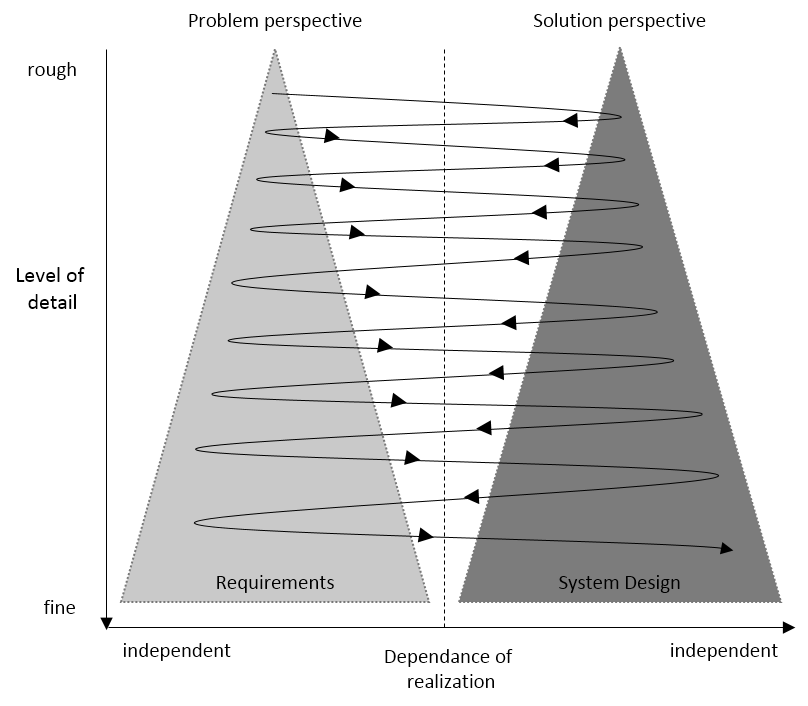 Problem perspective
Solution perspective
rough
Level of
detail
Requirements
System Design
fine
independent
Dependance of
realization
independent